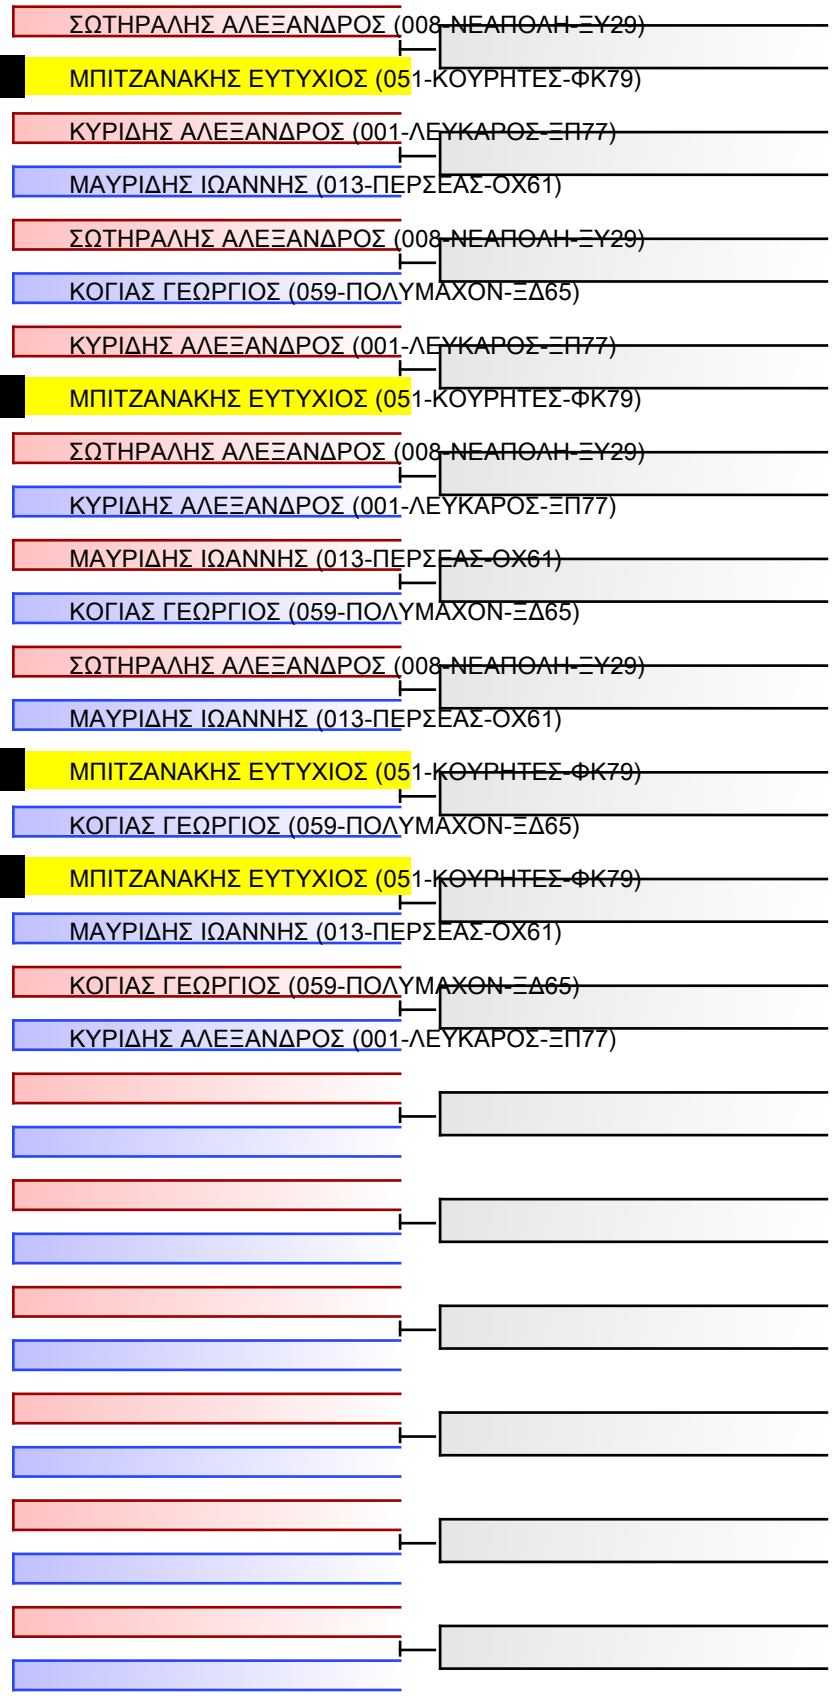 ΣΩΤΗΡΑΛΗΣ ΑΛΕΞΑΝΔΡΟΣ (008-ΝΕΑΠΟΛΗ-ΞΥ29)
ΜΠΙΤΖΑΝΑΚΗΣ ΕΥΤΥΧΙΟΣ (051-ΚΟΥΡΗΤΕΣ-ΦΚ79)
ΚΥΡΙΔΗΣ ΑΛΕΞΑΝΔΡΟΣ (001-ΛΕΥΚΑΡΟΣ-ΞΠ77)
ΜΑΥΡΙΔΗΣ ΙΩΑΝΝΗΣ (013-ΠΕΡΣΕΑΣ-ΟΧ61)
ΣΩΤΗΡΑΛΗΣ ΑΛΕΞΑΝΔΡΟΣ (008-ΝΕΑΠΟΛΗ-ΞΥ29)
ΚΟΓΙΑΣ ΓΕΩΡΓΙΟΣ (059-ΠΟΛΥΜΑΧΟΝ-ΞΔ65)
ΚΥΡΙΔΗΣ ΑΛΕΞΑΝΔΡΟΣ (001-ΛΕΥΚΑΡΟΣ-ΞΠ77)
ΜΠΙΤΖΑΝΑΚΗΣ ΕΥΤΥΧΙΟΣ (051-ΚΟΥΡΗΤΕΣ-ΦΚ79)
ΣΩΤΗΡΑΛΗΣ ΑΛΕΞΑΝΔΡΟΣ (008-ΝΕΑΠΟΛΗ-ΞΥ29)
ΚΥΡΙΔΗΣ ΑΛΕΞΑΝΔΡΟΣ (001-ΛΕΥΚΑΡΟΣ-ΞΠ77)
ΜΑΥΡΙΔΗΣ ΙΩΑΝΝΗΣ (013-ΠΕΡΣΕΑΣ-ΟΧ61)
ΚΟΓΙΑΣ ΓΕΩΡΓΙΟΣ (059-ΠΟΛΥΜΑΧΟΝ-ΞΔ65)
ΣΩΤΗΡΑΛΗΣ ΑΛΕΞΑΝΔΡΟΣ (008-ΝΕΑΠΟΛΗ-ΞΥ29)
ΜΑΥΡΙΔΗΣ ΙΩΑΝΝΗΣ (013-ΠΕΡΣΕΑΣ-ΟΧ61)
ΜΠΙΤΖΑΝΑΚΗΣ ΕΥΤΥΧΙΟΣ (051-ΚΟΥΡΗΤΕΣ-ΦΚ79)
ΚΟΓΙΑΣ ΓΕΩΡΓΙΟΣ (059-ΠΟΛΥΜΑΧΟΝ-ΞΔ65)
ΜΠΙΤΖΑΝΑΚΗΣ ΕΥΤΥΧΙΟΣ (051-ΚΟΥΡΗΤΕΣ-ΦΚ79)
ΜΑΥΡΙΔΗΣ ΙΩΑΝΝΗΣ (013-ΠΕΡΣΕΑΣ-ΟΧ61)
ΚΟΓΙΑΣ ΓΕΩΡΓΙΟΣ (059-ΠΟΛΥΜΑΧΟΝ-ΞΔ65)
ΚΥΡΙΔΗΣ ΑΛΕΞΑΝΔΡΟΣ (001-ΛΕΥΚΑΡΟΣ-ΞΠ77)